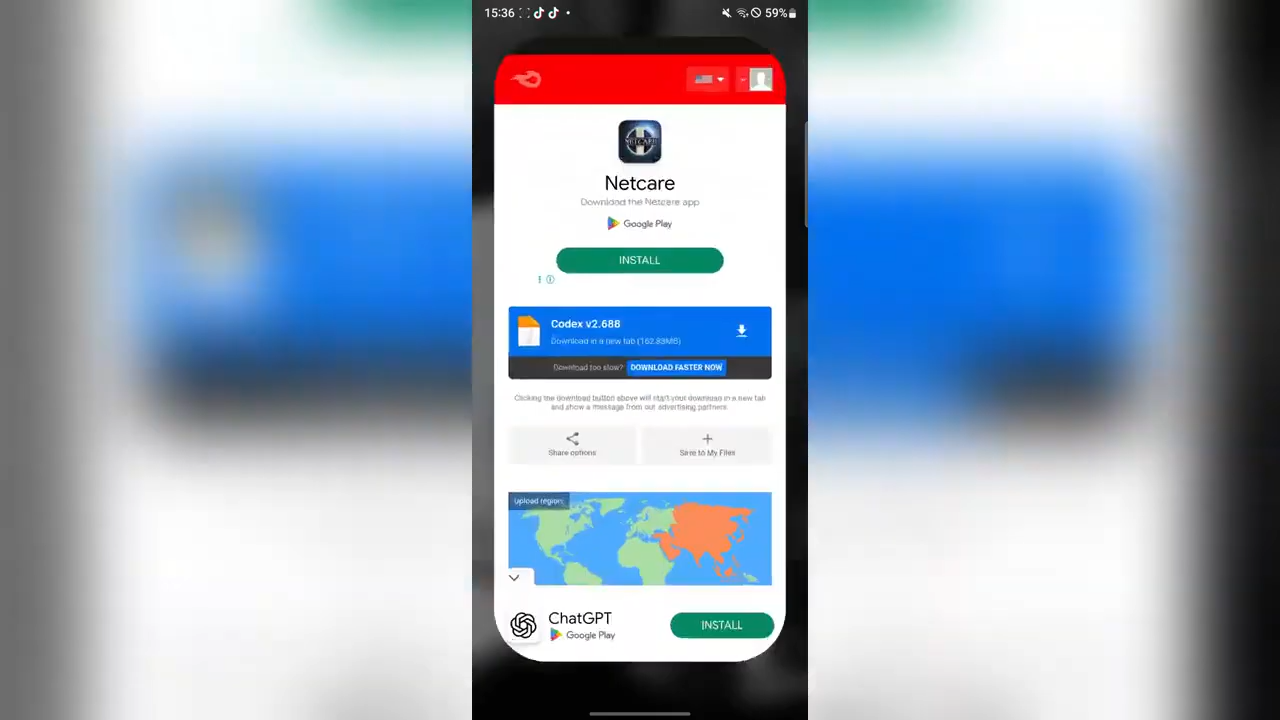 15:36
59%
NETCARE
Netcare
Download the Netcare app
Google Play
INSTALL
Codex v2.688
Download in a new tab (162.83MB)
Download too slow? DOWNLOAD FASTER NOW
Clicking the download button above will start your download in a new tab
and show a message from our advertising partners.
Share options
Save to My Files
Upload region:
ChatGPT
Google Play
INSTALL